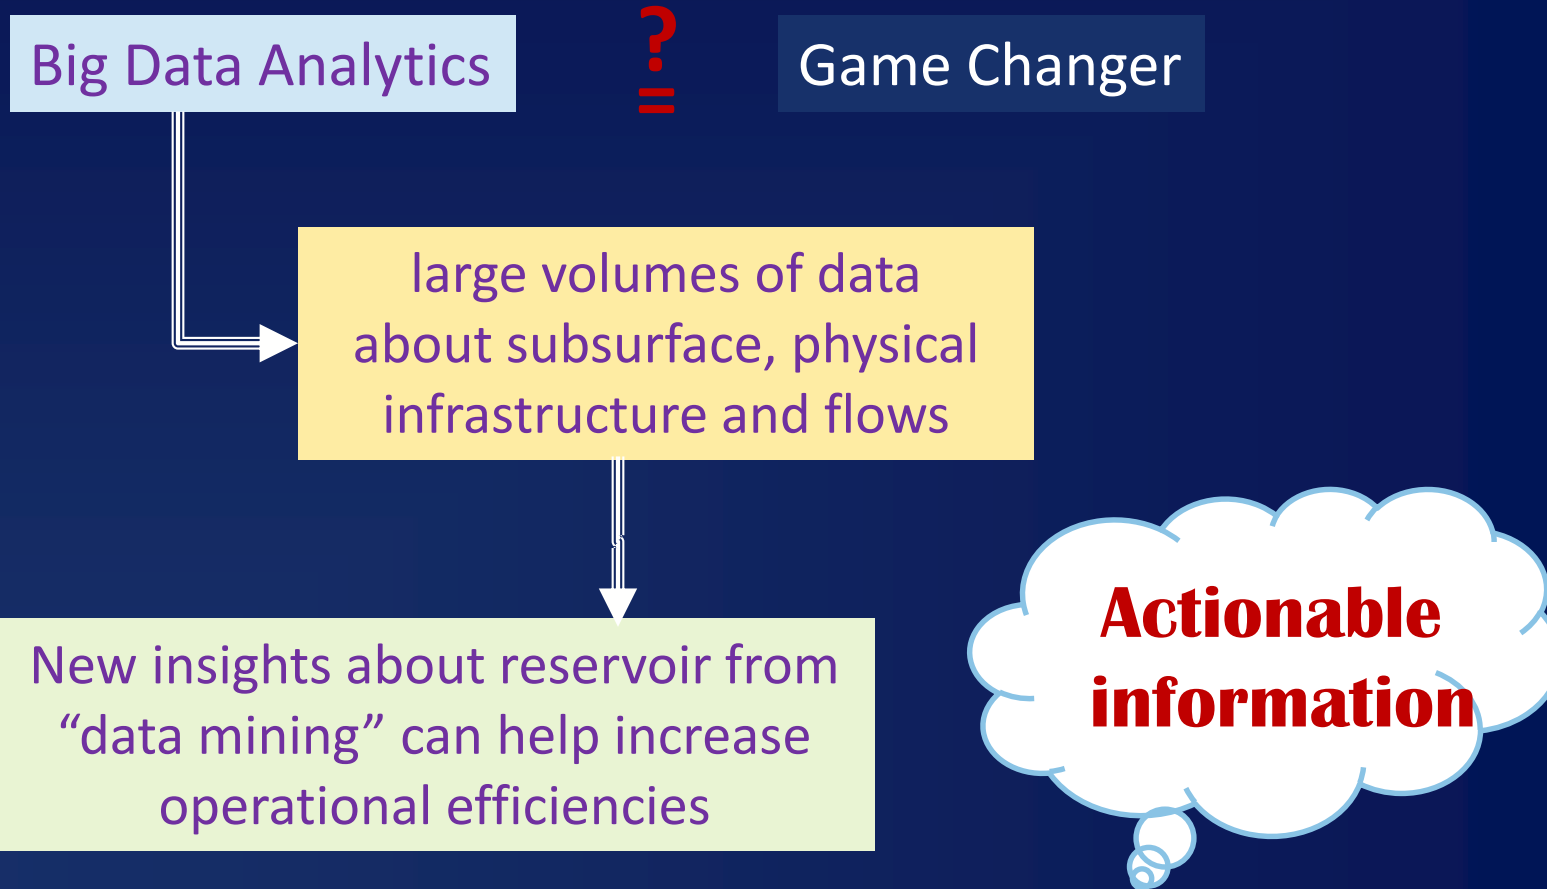 Big Data Analytics
?
=
Game Changer
large volumes of data
about subsurface, physical
infrastructure and flows
New insights about reservoir from
“data mining” can help increase
operational efficiencies
Actionable
information